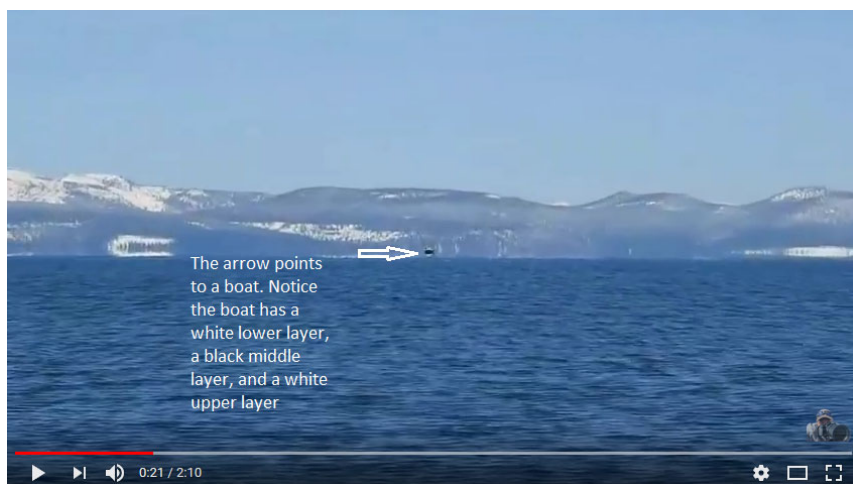 The arrow points
to a boat. Notice
the boat has a
white lower layer,
a black middle
layer, and a white
upper layer
0:21 / 2:10